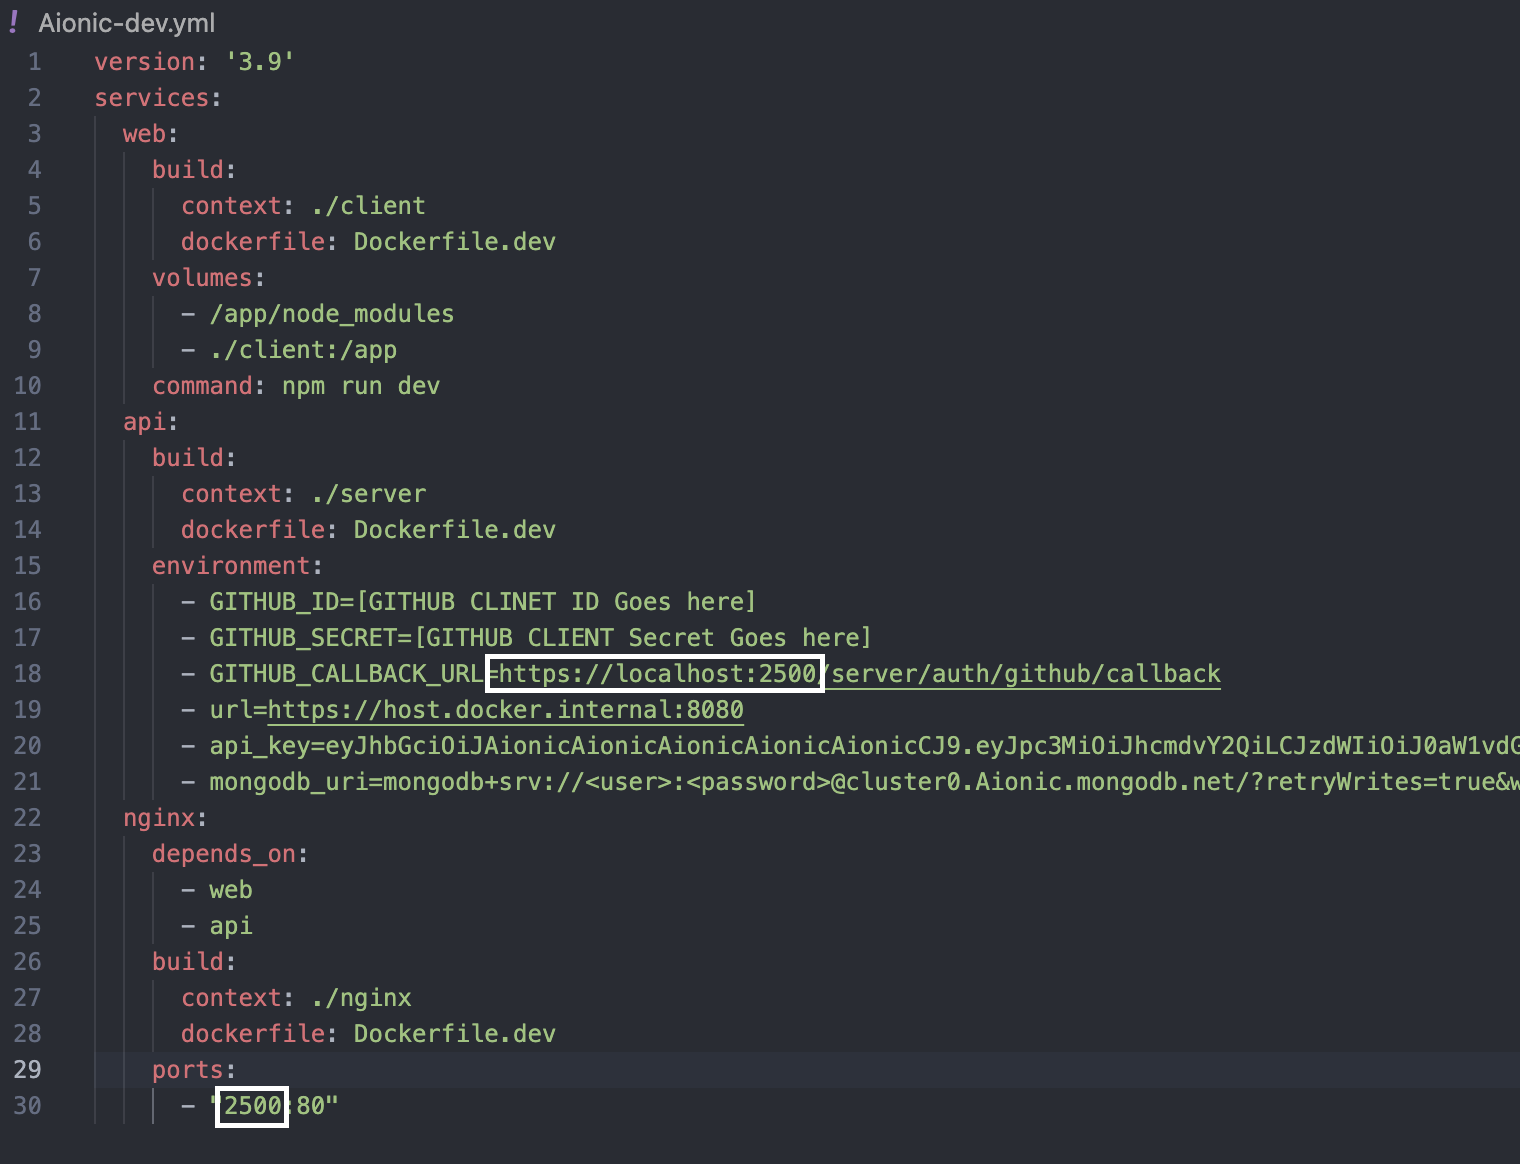 ! Aionic-dev.yml
1 version: '3.9'
2 services:
3 web:
4 build:
5 context: ./client
6 dockerfile: Dockerfile.dev
7 volumes:
8 - /app/node_modules
9 - ./client:/app
10 command: npm run dev
11 api:
12 build:
13 context: ./server
14 dockerfile: Dockerfile.dev
15 environment:
16 - GITHUB_ID=[GITHUB CLINET ID Goes here]
17 - GITHUB_SECRET=[GITHUB CLIENT Secret Goes here]
18 - GITHUB_CALLBACK_URL=https://localhost:2500/server/auth/github/callback
19 - url=https://host.docker.internal:8080
20 - api_key=eyJhbGciOiJAionicAionicAionicAionicAionicCJ9.eyJpc3MiOiJhcmdvY2QiLCJzdWIiOiJ0aW1vdG
21 - mongodb_uri=mongodb+srv://<user>:<password>@cluster0.Aionic.mongodb.net/?retryWrites=true&w
22 nginx:
23 depends_on:
24 - web
25 - api
26 build:
27 context: ./nginx
28 dockerfile: Dockerfile.dev
29 ports:
30 - "2500:80"